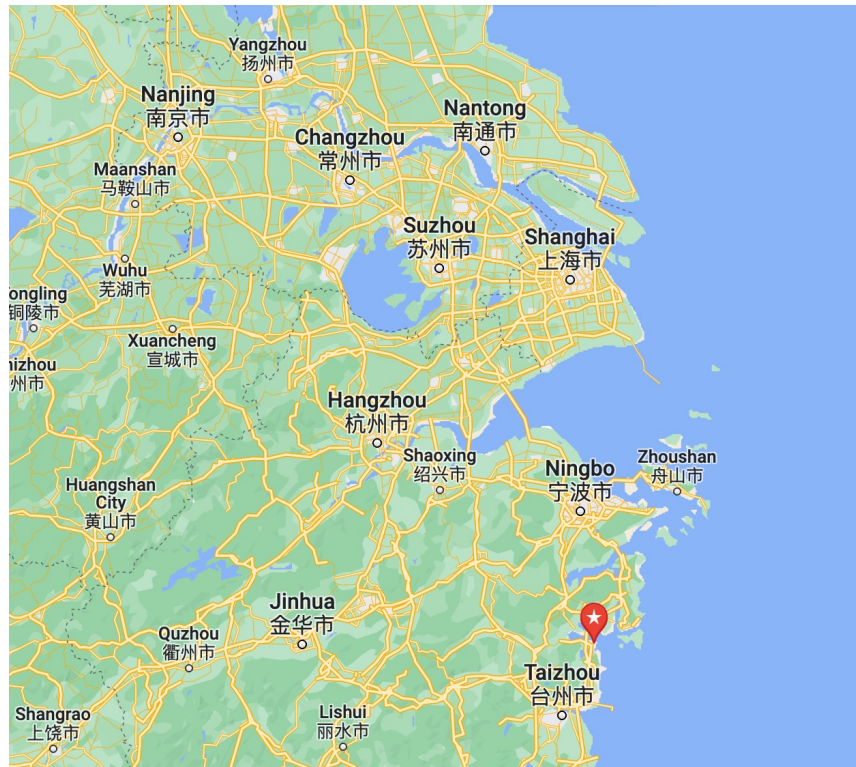 Yangzhou
扬州市
Nanjing
南京市
Nantong
南通市
Changzhou
常州市
Maanshan
马鞍山市
Suzhou
苏州市
Shanghai
上海市
Wuhu
芜湖市
ongling
铜陵市
Xuancheng
宣城市
hizhou
州市
Hangzhou
杭州市
Shaoxing
绍兴市
Zhoushan
舟山市
Ningbo
宁波市
Huangshan
City
黄山市
Jinhua
金华市
Quzhou
衢州市
Taizhou
台州市
Shangrao
上饶市
Lishui
丽水市